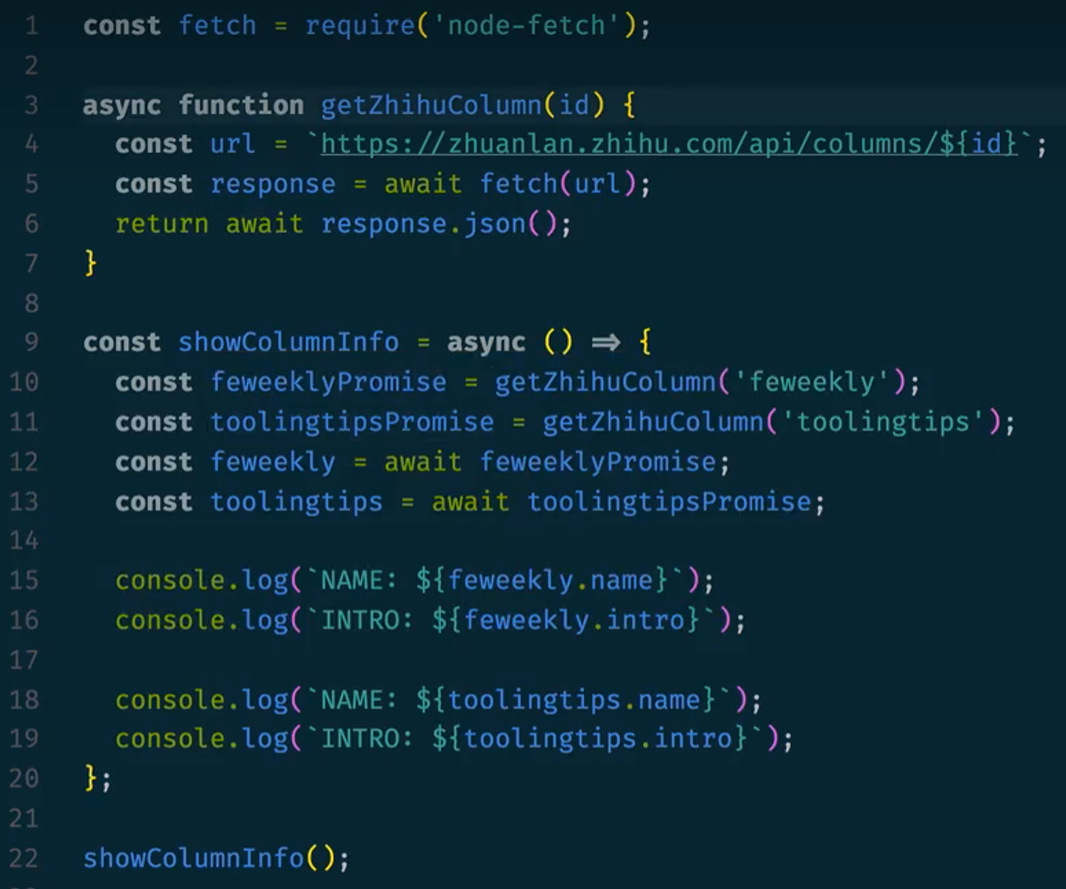 1 const fetch = require('node-fetch');
2
3 async function getZhihuColumn(id) {
4   const url = `https://zhuanlan.zhihu.com/api/columns/${id}`;
5   const response = await fetch(url);
6   return await response.json();
7 }
8
9 const showColumnInfo = async () => {
10   const feweeklyPromise = getZhihuColumn('feweekly');
11   const toolingtipsPromise = getZhihuColumn('toolingtips');
12   const feweekly = await feweeklyPromise;
13   const toolingtips = await toolingtipsPromise;
14
15   console.log(`NAME: ${feweekly.name}`);
16   console.log(`INTRO: ${feweekly.intro}`);
17
18   console.log(`NAME: ${toolingtips.name}`);
19   console.log(`INTRO: ${toolingtips.intro}`);
20 };
21
22 showColumnInfo();